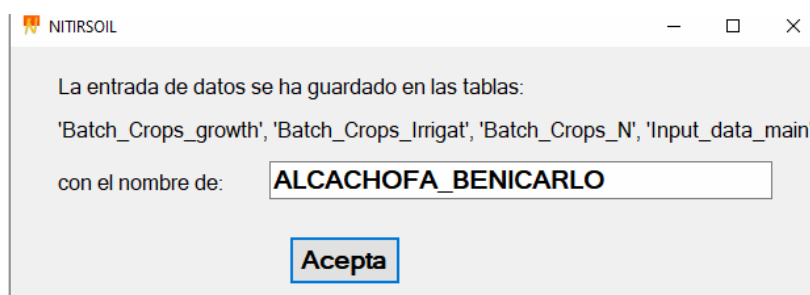 NITIRSOIL
La entrada de datos se ha guardado en las tablas:
'Batch_Crops_growth', 'Batch_Crops_Irrigat', 'Batch_Crops_N', 'Input_data_main'
con el nombre de: ALCACHOFA_BENICARLO
Acepta